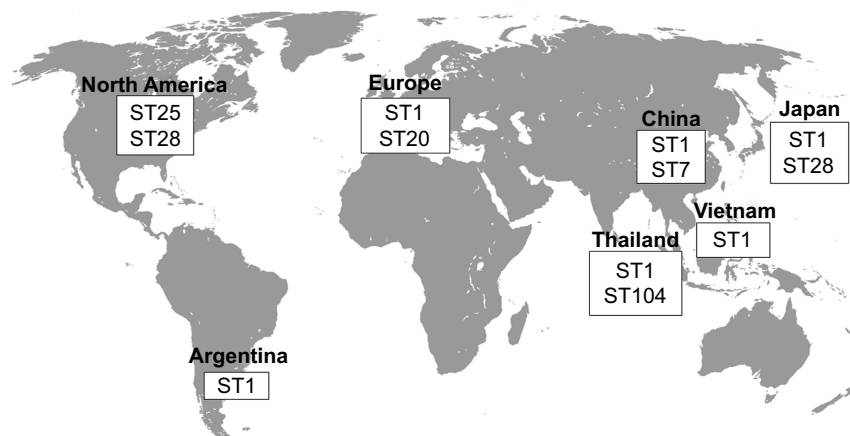 North America
ST25
ST28
Europe
ST1
ST20
China
ST1
ST7
Japan
ST1
ST28
Vietnam
ST1
Thailand
ST1
ST104
Argentina
ST1